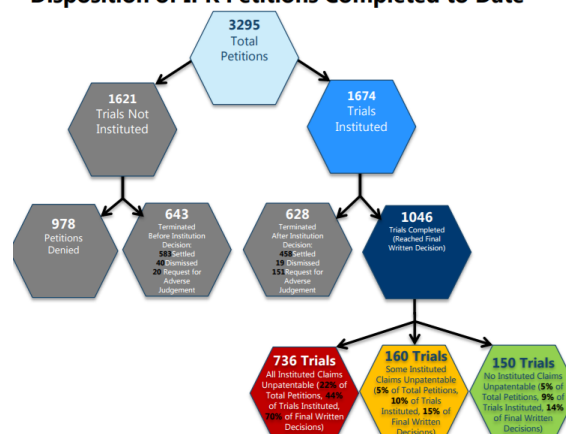 Disposition of IPR Petitions Completed to Date
3295
Total
Petitions
1621
Trials Not
Instituted
1674
Trials
Instituted
978
Petitions
Denied
643
Terminated
Before Institution
Decision:
583 Settled
40 Dismissed
20 Request for
Adverse
Judgement
628
Terminated
After Institution
Decision:
458 Settled
19 Dismissed
151 Request for
Adverse
Judgement
1046
Trials Completed
(Reached Final
Written Decision)
736 Trials
All Instituted Claims
Unpatentable (22% of
Total Petitions, 44%
of Trials Instituted,
70% of Final Written
Decisions)
160 Trials
Some Instituted
Claims Unpatentable
(5% of Total Petitions,
10% of Trials
Instituted, 15% of
Final Written
Decisions)
150 Trials
No Instituted Claims
Unpatentable (5% of
Total Petitions, 9% of
Trials Instituted, 14%
of Final Written
Decisions)